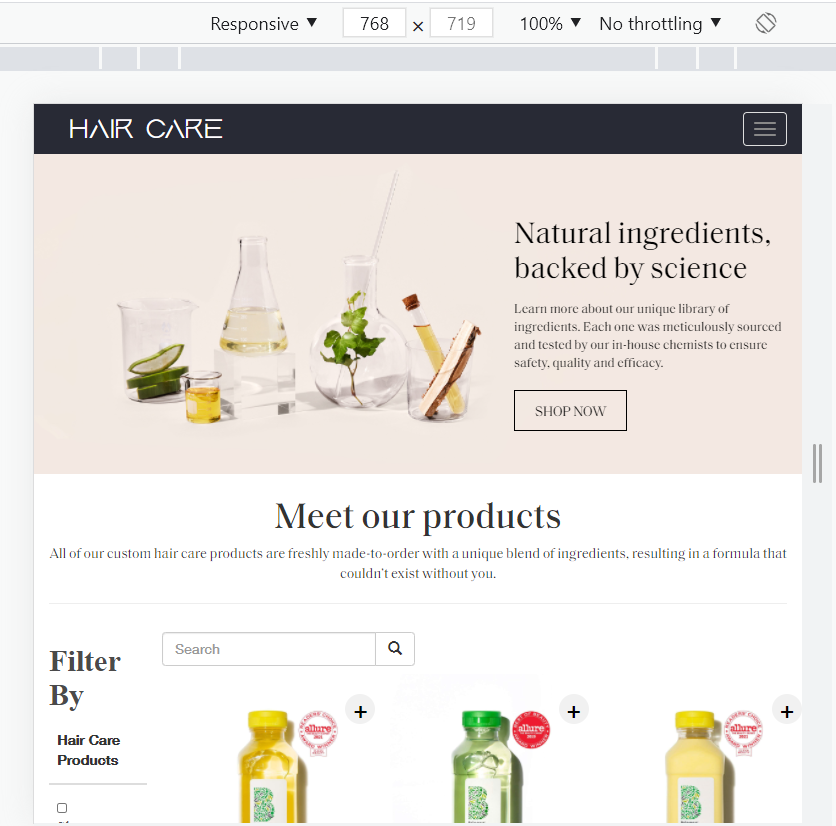 Responsive ▼ 768 × 719 100% ▼ No throttling ▼
HAIR CARE
Natural ingredients,
backed by science
Learn more about our unique library of
ingredients. Each one was meticulously sourced
and tested by our in-house chemists to ensure
safety, quality and efficacy.
SHOP NOW
Meet our products
All of our custom hair care products are freshly made-to-order with a unique blend of ingredients, resulting in a formula that
couldn't exist without you.
Search
Filter
By
Hair Care
Products
+
+
+
allure
allure
allure
B
B
B